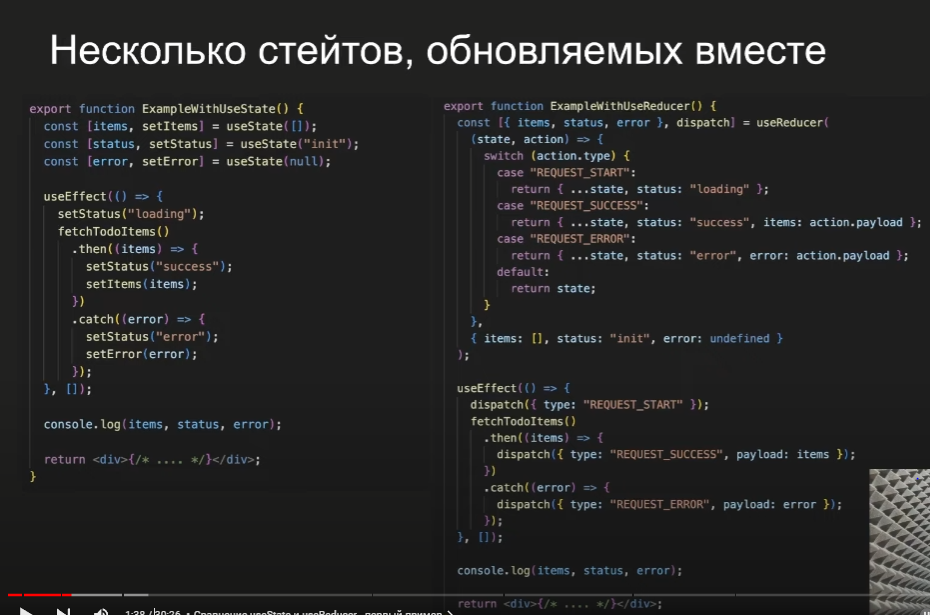 Несколько стейтов, обновляемых вместе
export function ExampleWithUseState() {
const [items, setItems] = useState([]);
const [status, setStatus] = useState("init");
const [error, setError] = useState(null);
useEffect(() => {
setStatus("loading");
fetchTodoItems()
.then((items) => {
setStatus("success");
setItems(items);
})
.catch((error) => {
setStatus("error");
setError(error);
});
}, []);
console.log(items, status, error);
return <div>{/* .... */}</div>;
}
export function ExampleWithUseReducer() {
const [{ items, status, error }, dispatch] = useReducer(
(state, action) => {
switch (action.type) {
case "REQUEST_START":
return { ...state, status: "loading" };
case "REQUEST_SUCCESS":
return { ...state, status: "success", items: action.payload };
case "REQUEST_ERROR":
return { ...state, status: "error", error: action.payload };
default:
return state;
}
},
{ items: [], status: "init", error: undefined }
);
useEffect(() => {
dispatch({ type: "REQUEST_START" });
fetchTodoItems()
.then((items) => {
dispatch({ type: "REQUEST_SUCCESS", payload: items });
})
.catch((error) => {
dispatch({ type: "REQUEST_ERROR", payload: error });
});
}, []);
console.log(items, status, error);
return <div>{/* .... */}</div>;
1:38 / 30:26 • Сравнение useState и useReducer - первый пример